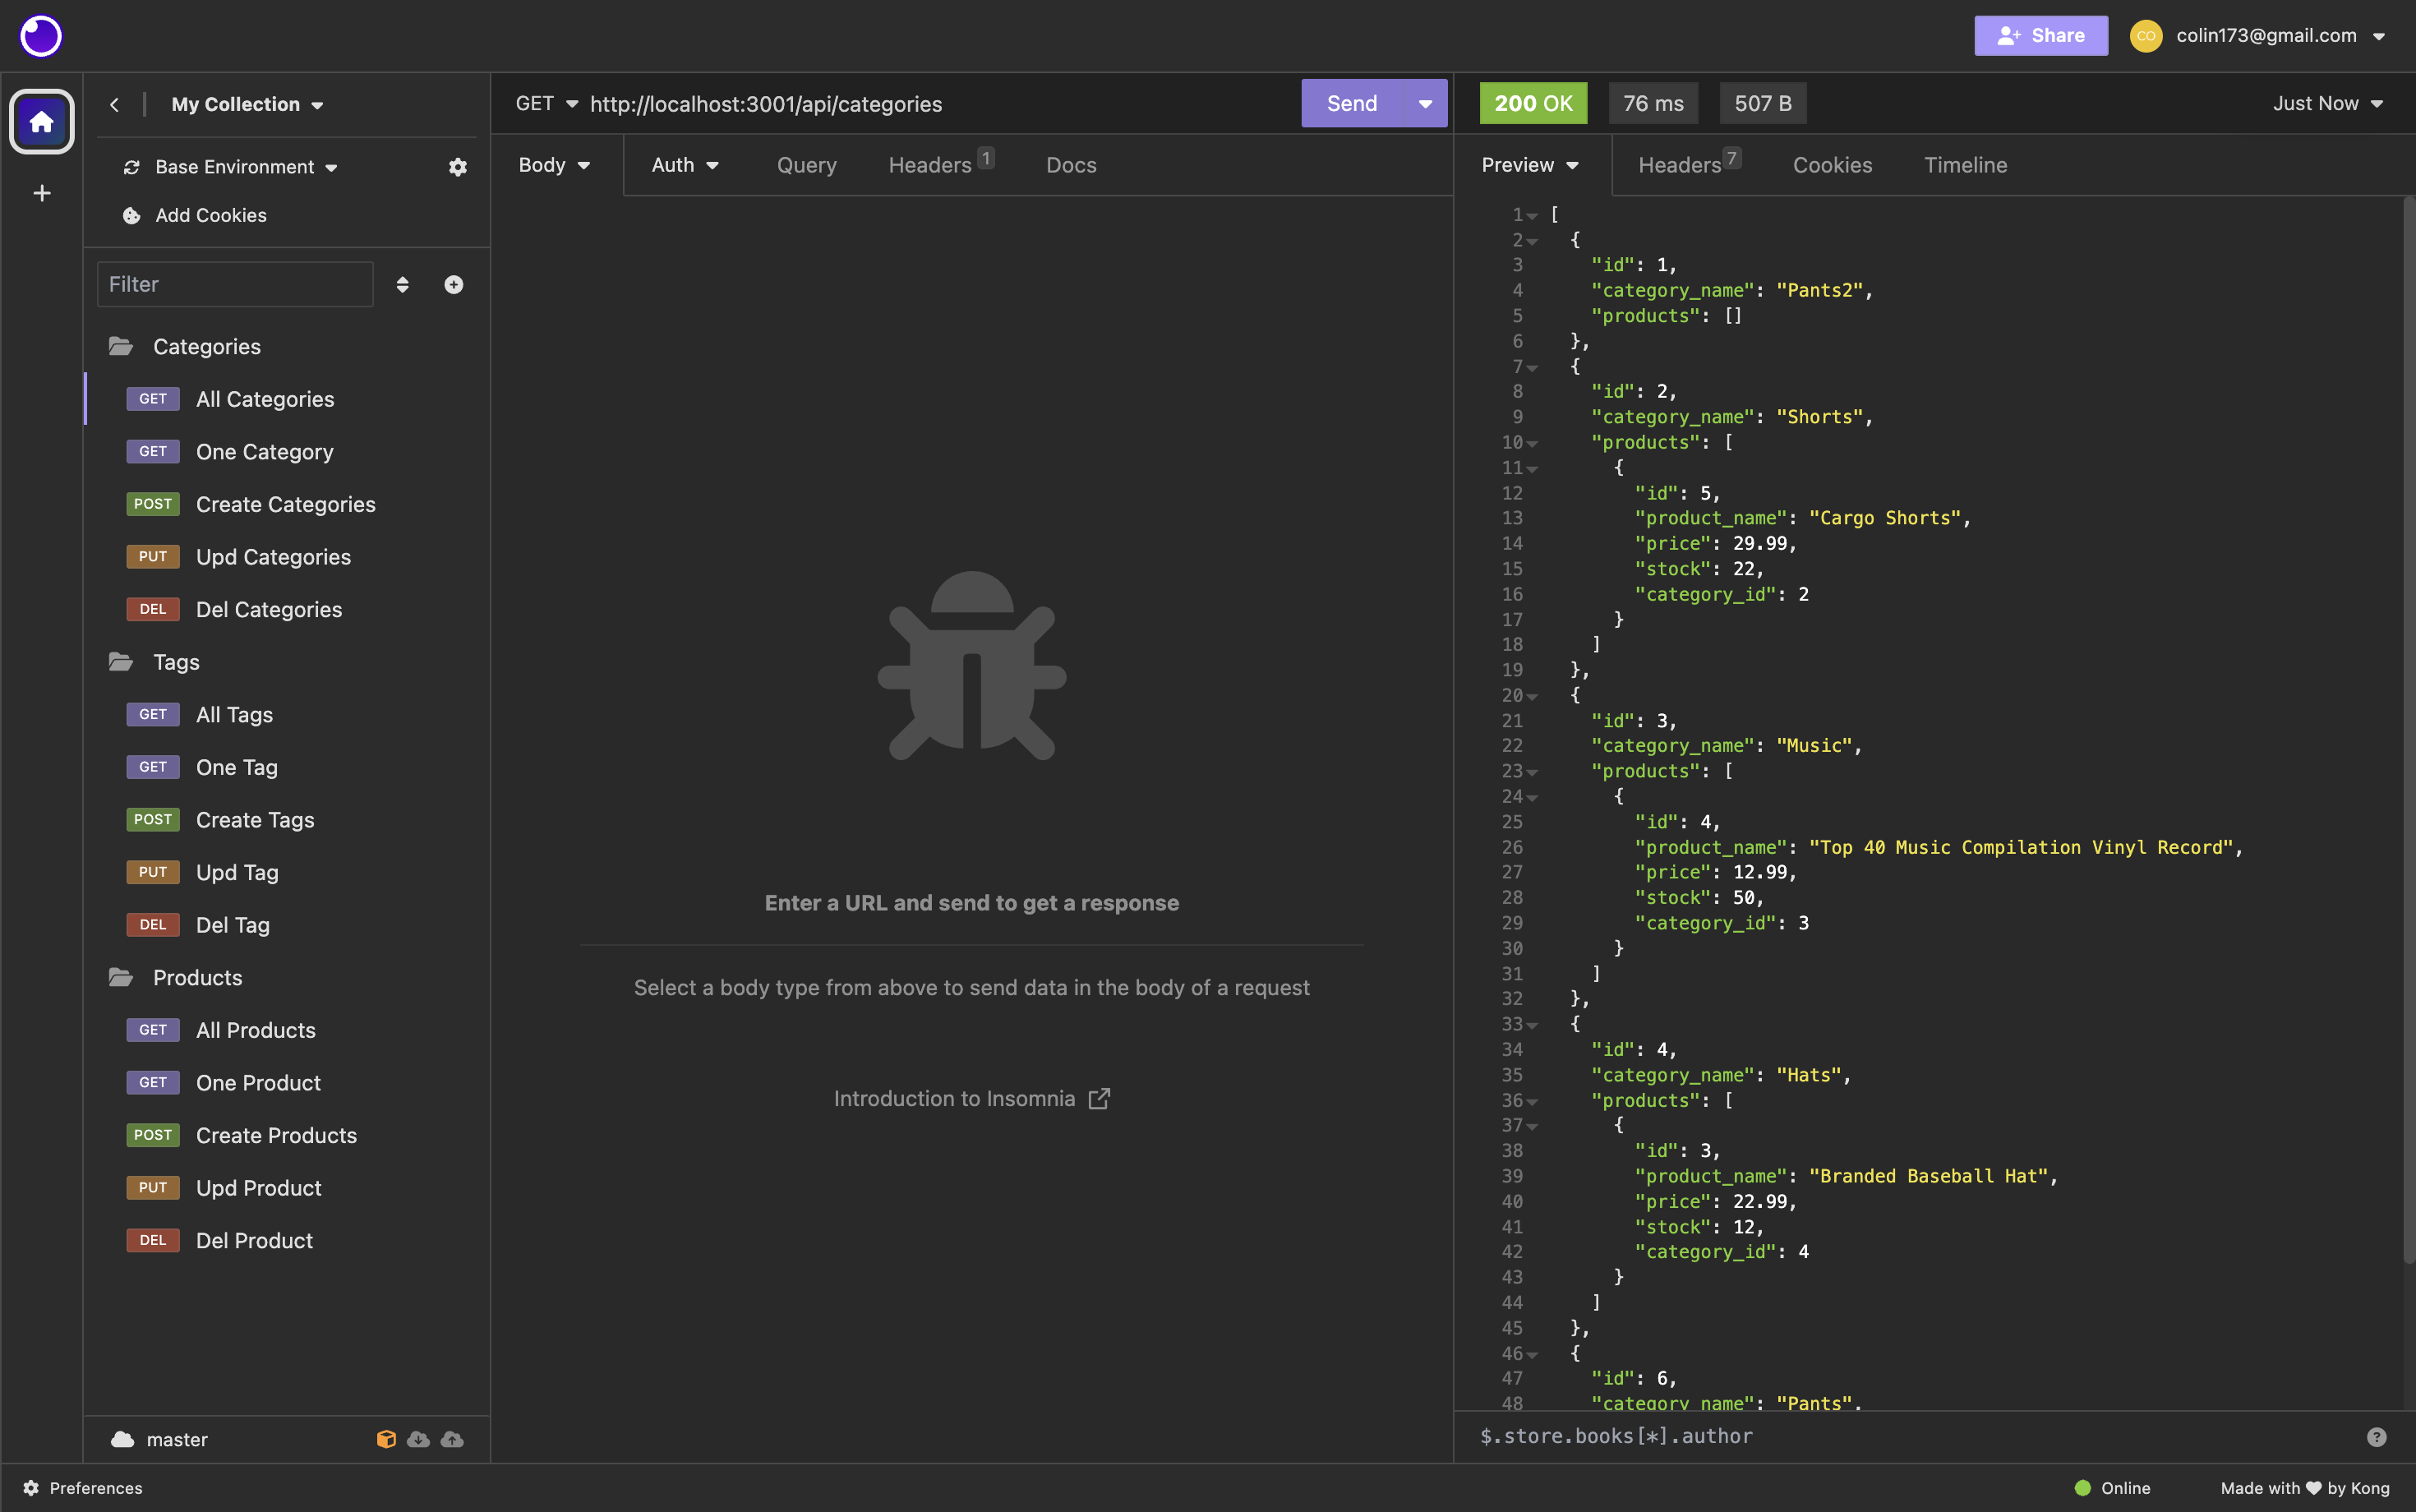 Share
CO
colin173@gmail.com
My Collection
Base Environment
Add Cookies
Filter
Categories
GET All Categories
GET One Category
POST Create Categories
PUT Upd Categories
DEL Del Categories
Tags
GET All Tags
GET One Tag
POST Create Tags
PUT Upd Tag
DEL Del Tag
Products
GET All Products
GET One Product
POST Create Products
PUT Upd Product
DEL Del Product
master
GET http://localhost:3001/api/categories Send
Body Auth Query Headers 1 Docs
Enter a URL and send to get a response
Select a body type from above to send data in the body of a request
Introduction to Insomnia
200 OK 76 ms 507 B Just Now
Preview Headers 7 Cookies Timeline
1 [
2 {
3 "id": 1,
4 "category_name": "Pants2",
5 "products": []
6 },
7 {
8 "id": 2,
9 "category_name": "Shorts",
10 "products": [
11 {
12 "id": 5,
13 "product_name": "Cargo Shorts",
14 "price": 29.99,
15 "stock": 22,
16 "category_id": 2
17 }
18 ]
19 },
20 {
21 "id": 3,
22 "category_name": "Music",
23 "products": [
24 {
25 "id": 4,
26 "product_name": "Top 40 Music Compilation Vinyl Record",
27 "price": 12.99,
28 "stock": 50,
29 "category_id": 3
30 }
31 ]
32 },
33 {
34 "id": 4,
35 "category_name": "Hats",
36 "products": [
37 {
38 "id": 3,
39 "product_name": "Branded Baseball Hat",
40 "price": 22.99,
41 "stock": 12,
42 "category_id": 4
43 }
44 ]
45 },
46 {
47 "id": 6,
48 "category_name": "Pants",
$.store.books[*].author
Preferences
Online
Made with ♥ by Kong